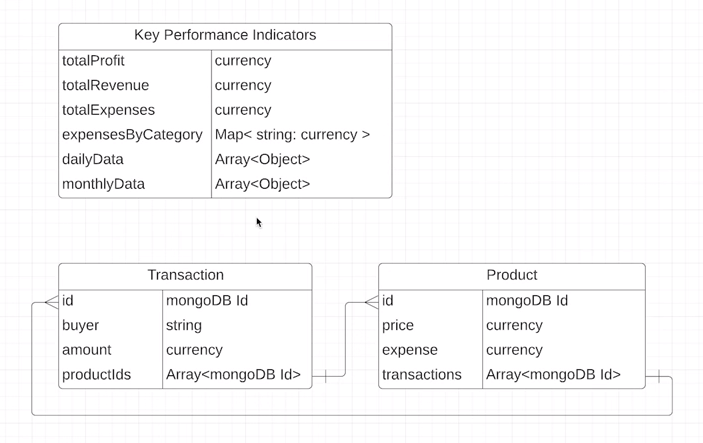 Key Performance Indicators
totalProfit currency
totalRevenue currency
totalExpenses currency
expensesByCategory Map< string: currency >
dailyData Array<Object>
monthlyData Array<Object>
Transaction
id mongoDB Id
buyer string
amount currency
productIds Array<mongoDB Id>
Product
id mongoDB Id
price currency
expense currency
transactions Array<mongoDB Id>